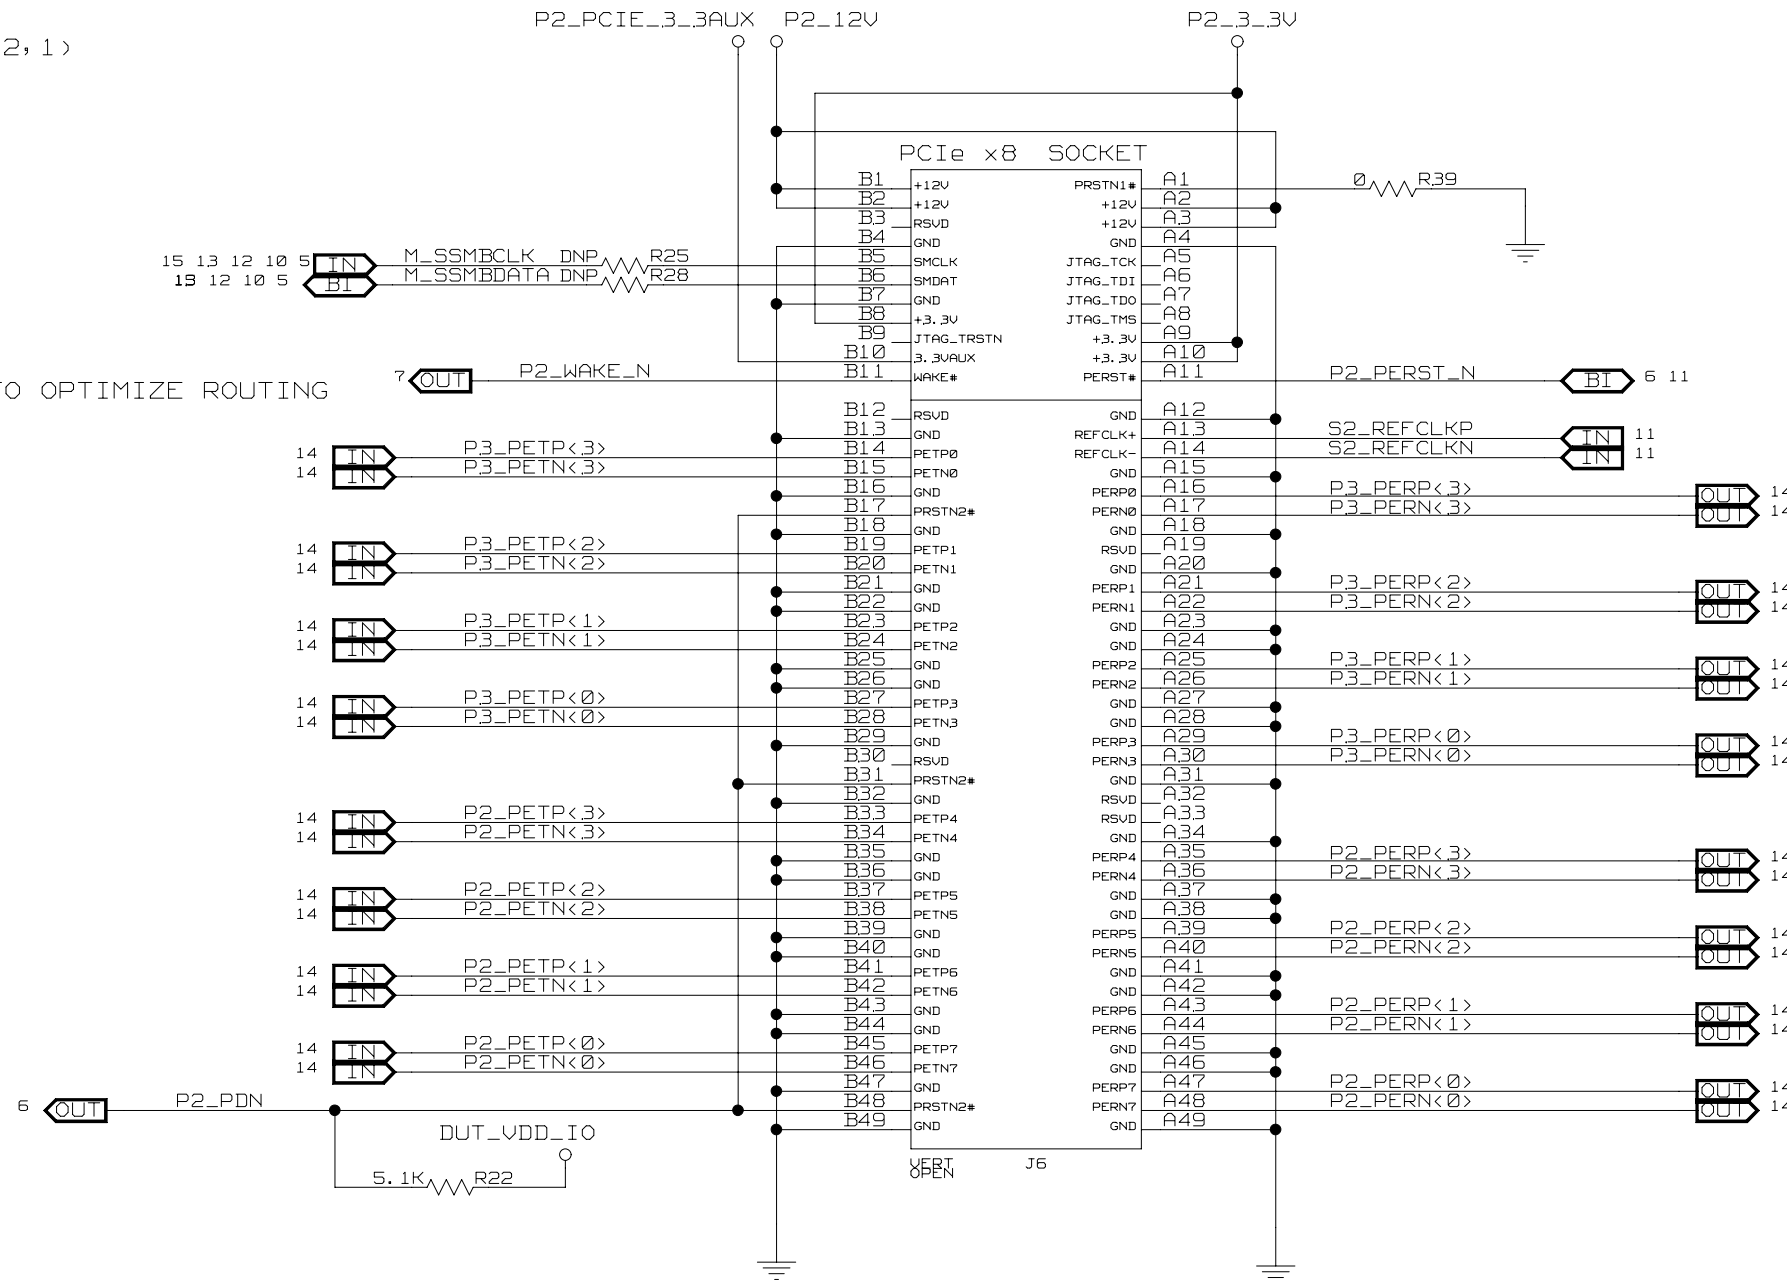 P2_PCIE_3_3AUX P2_12V P2_3_3V
2,1)
PCIe x8 SOCKET
B1 +12V PRSTN1# A1 0 R39
B2 +12V +12V A2
B3 RSVD +12V A3
B4 GND GND A4
15 13 12 10 5 IN M_SSMBCLK DNP R25 B5 SMCLK JTAG_TCK A5
13 12 10 5 BI M_SSMBDATA DNP R28 B6 SMDAT JTAG_TDI A6
B7 GND JTAG_TDO A7
B8 +3.3V JTAG_TMS A8
B9 JTAG_TRSTN +3.3V A9
B10 3.3VAUX +3.3V A10
7 OUT P2_WAKE_N B11 WAKE# PERST# A11 P2_PERST_N BI 6 11
TO OPTIMIZE ROUTING
B12 RSVD GND A12
B13 GND REFCLK+ A13 S2_REFCLKP IN 11
14 IN P3_PETP<3> B14 PETP0 REFCLK- A14 S2_REFCLKN IN 11
14 IN P3_PETN<3> B15 PETN0 GND A15
B16 GND PERP0 A16 P3_PERP<3> OUT 14
B17 PRSTN2# PERN0 A17 P3_PERN<3> OUT 14
B18 GND GND A18
14 IN P3_PETP<2> B19 PETP1 RSVD A19
14 IN P3_PETN<2> B20 PETN1 GND A20
B21 GND PERP1 A21 P3_PERP<2> OUT 14
B22 GND PERN1 A22 P3_PERN<2> OUT 14
14 IN P3_PETP<1> B23 PETP2 GND A23
14 IN P3_PETN<1> B24 PETN2 GND A24
B25 GND PERP2 A25 P3_PERP<1> OUT 14
B26 GND PERN2 A26 P3_PERN<1> OUT 14
14 IN P3_PETP<0> B27 PETP3 GND A27
14 IN P3_PETN<0> B28 PETN3 GND A28
B29 GND PERP3 A29 P3_PERP<0> OUT 14
B30 RSVD PERN3 A30 P3_PERN<0> OUT 14
B31 PRSTN2# GND A31
B32 GND RSVD A32
14 IN P2_PETP<3> B33 PETP4 RSVD A33
14 IN P2_PETN<3> B34 PETN4 GND A34
B35 GND PERP4 A35 P2_PERP<3> OUT 14
B36 GND PERN4 A36 P2_PERN<3> OUT 14
14 IN P2_PETP<2> B37 PETP5 GND A37
14 IN P2_PETN<2> B38 PETN5 GND A38
B39 GND PERP5 A39 P2_PERP<2> OUT 14
B40 GND PERN5 A40 P2_PERN<2> OUT 14
14 IN P2_PETP<1> B41 PETP6 GND A41
14 IN P2_PETN<1> B42 PETN6 GND A42
B43 GND PERP6 A43 P2_PERP<1> OUT 14
B44 GND PERN6 A44 P2_PERN<1> OUT 14
14 IN P2_PETP<0> B45 PETP7 GND A45
14 IN P2_PETN<0> B46 PETN7 GND A46
B47 GND PERP7 A47 P2_PERP<0> OUT 14
6 OUT P2_PDN B48 PRSTN2# PERN7 A48 P2_PERN<0> OUT 14
B49 GND GND A49
DUT_VDD_IO
VERT J6
OPEN
5.1K R22